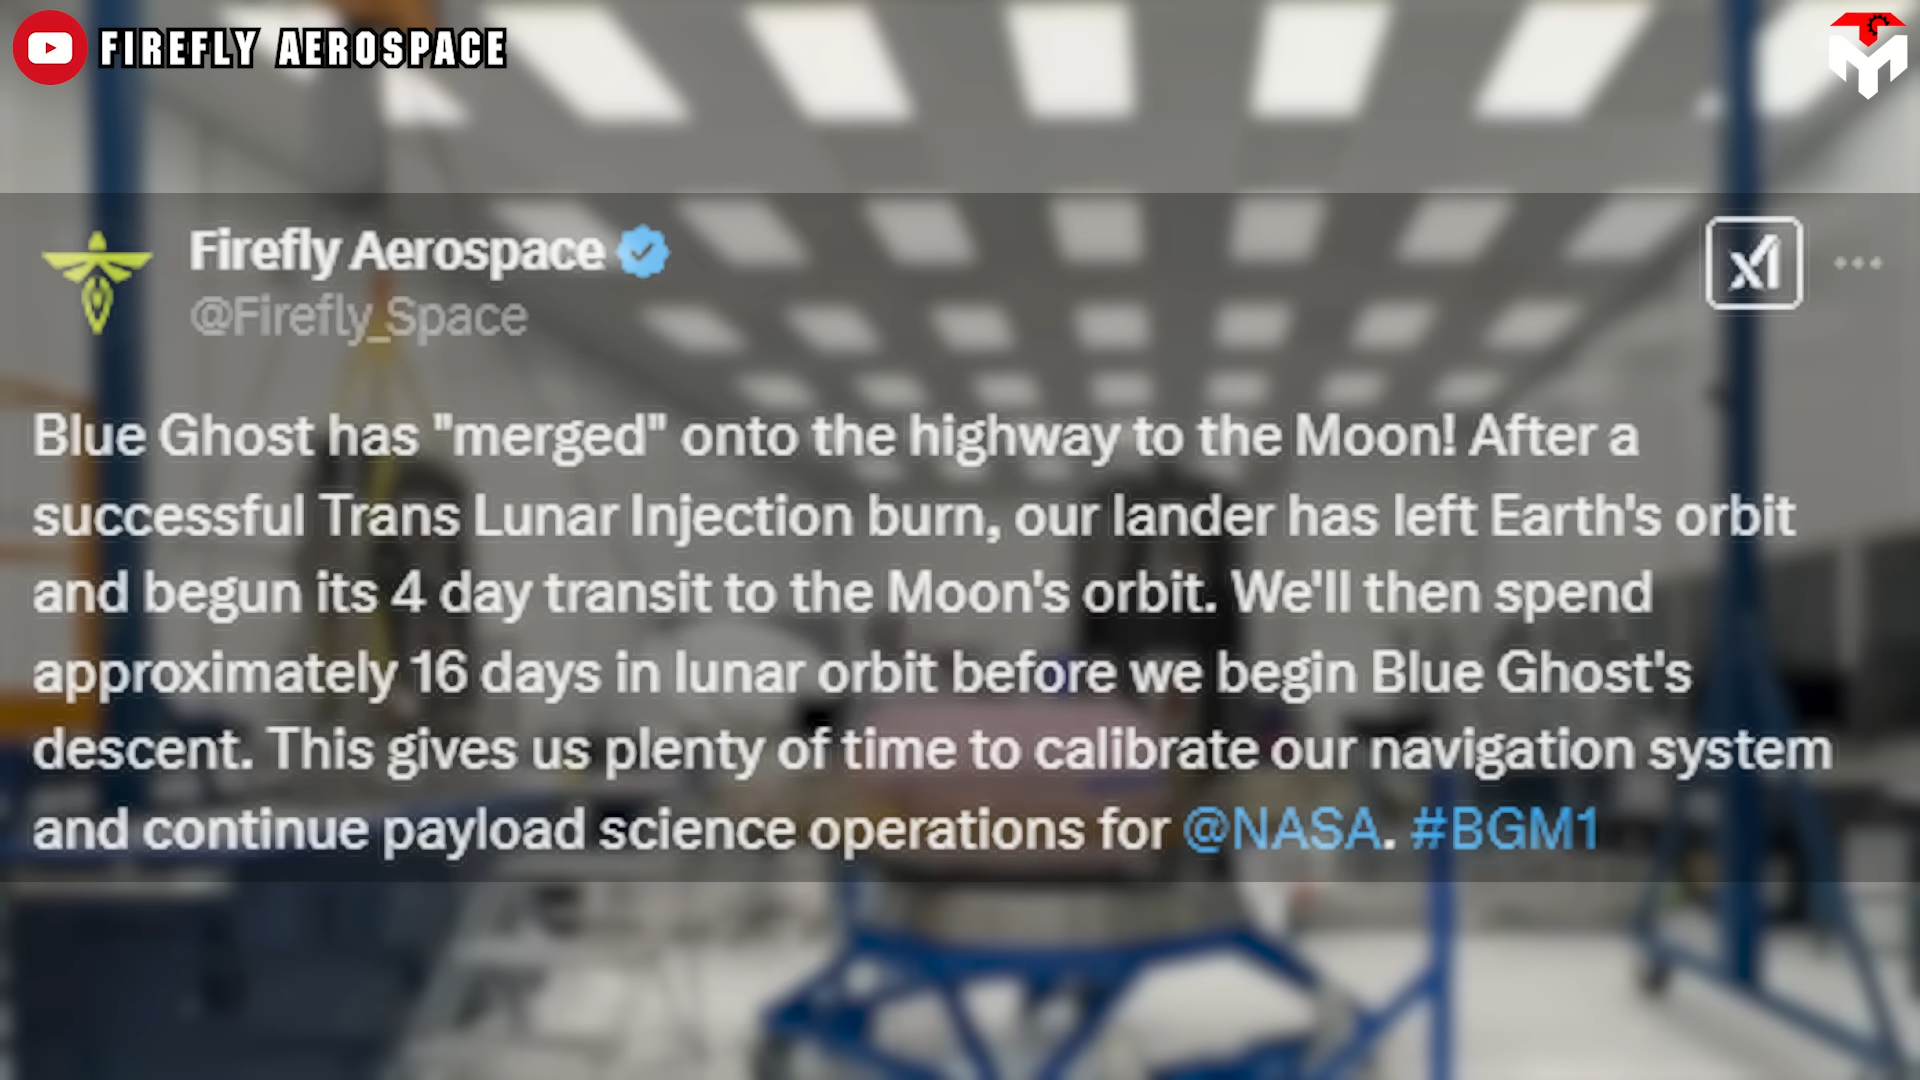 FIREFLY AEROSPACE
Firefly Aerospace
@Firefly_Space
Blue Ghost has "merged" onto the highway to the Moon! After a
successful Trans Lunar Injection burn, our lander has left Earth's orbit
and begun its 4 day transit to the Moon's orbit. We'll then spend
approximately 16 days in lunar orbit before we begin Blue Ghost's
descent. This gives us plenty of time to calibrate our navigation system
and continue payload science operations for @NASA. #BGM1